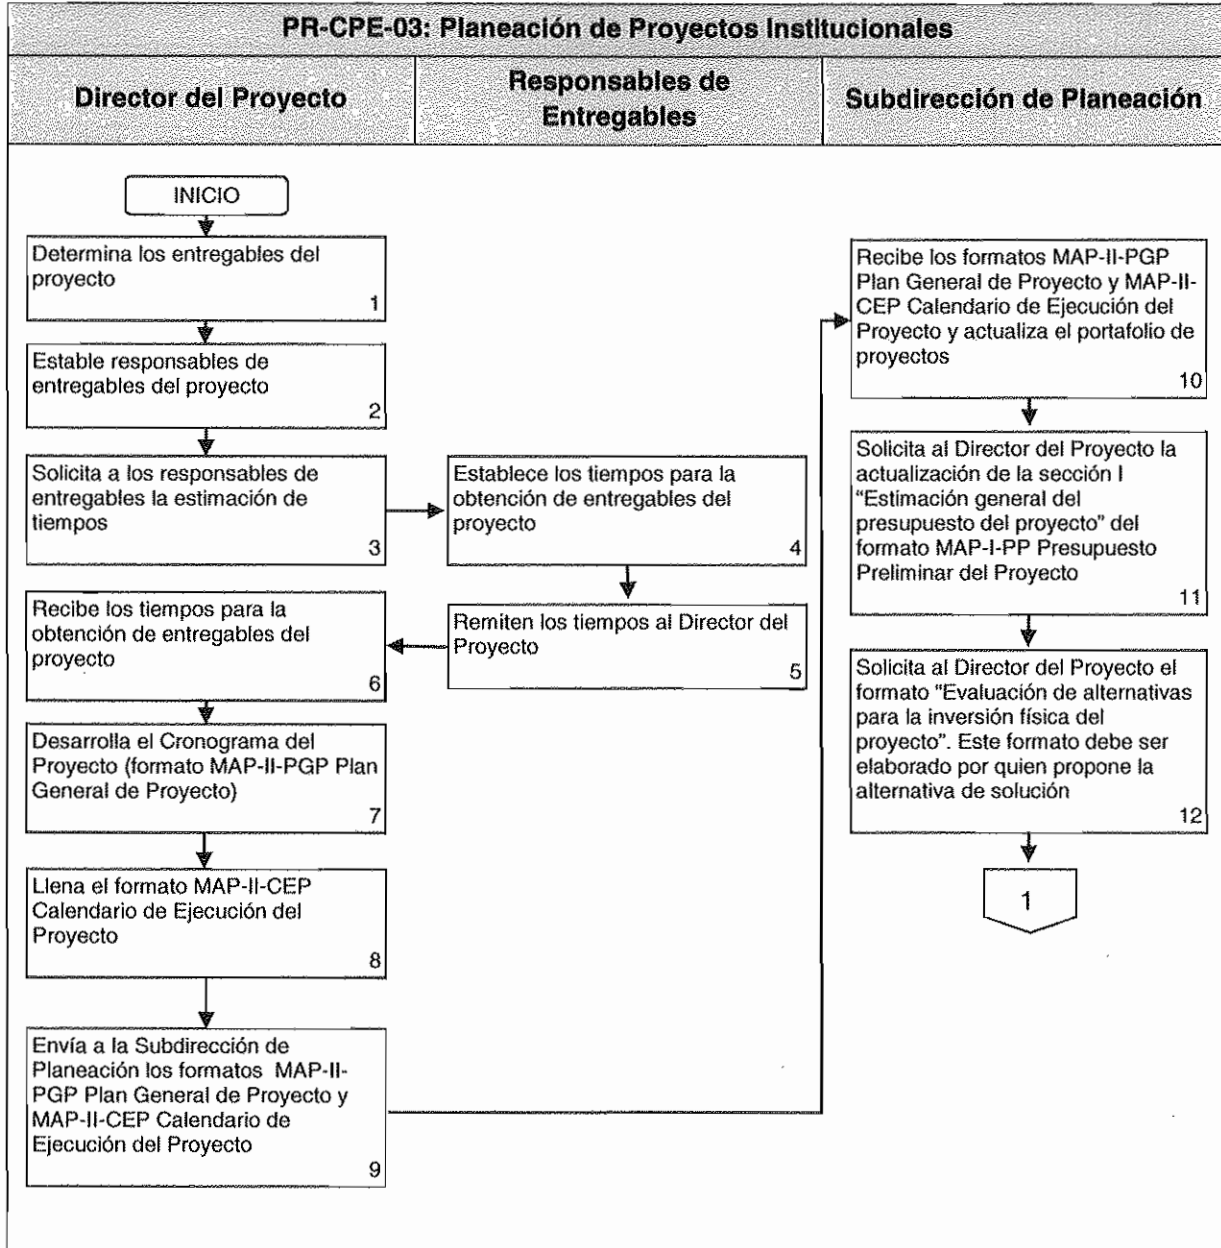 PR-CPE-03: Planeación de Proyectos Institucionales
Director del Proyecto
Responsables de
Entregables
Subdirección de Planeación
INICIO
Determina los entregables del
proyecto
1
Estable responsables de
entregables del proyecto
2
Solicita a los responsables de
entregables la estimación de
tiempos
3
Establece los tiempos para la
obtención de entregables del
proyecto
4
Remiten los tiempos al Director del
Proyecto
5
Recibe los tiempos para la
obtención de entregables del
proyecto
6
Desarrolla el Cronograma del
Proyecto (formato MAP-II-PGP Plan
General de Proyecto)
7
Llena el formato MAP-II-CEP
Calendario de Ejecución del
Proyecto
8
Envía a la Subdirección de
Planeación los formatos MAP-II-
PGP Plan General de Proyecto y
MAP-II-CEP Calendario de
Ejecución del Proyecto
9
Recibe los formatos MAP-II-PGP
Plan General de Proyecto y MAP-II-
CEP Calendario de Ejecución del
Proyecto y actualiza el portafolio de
proyectos
10
Solicita al Director del Proyecto la
actualización de la sección I
“Estimación general del
presupuesto del proyecto” del
formato MAP-I-PP Presupuesto
Preliminar del Proyecto
11
Solicita al Director del Proyecto el
formato “Evaluación de alternativas
para la inversión física del
proyecto”. Este formato debe ser
elaborado por quien propone la
alternativa de solución
12
1